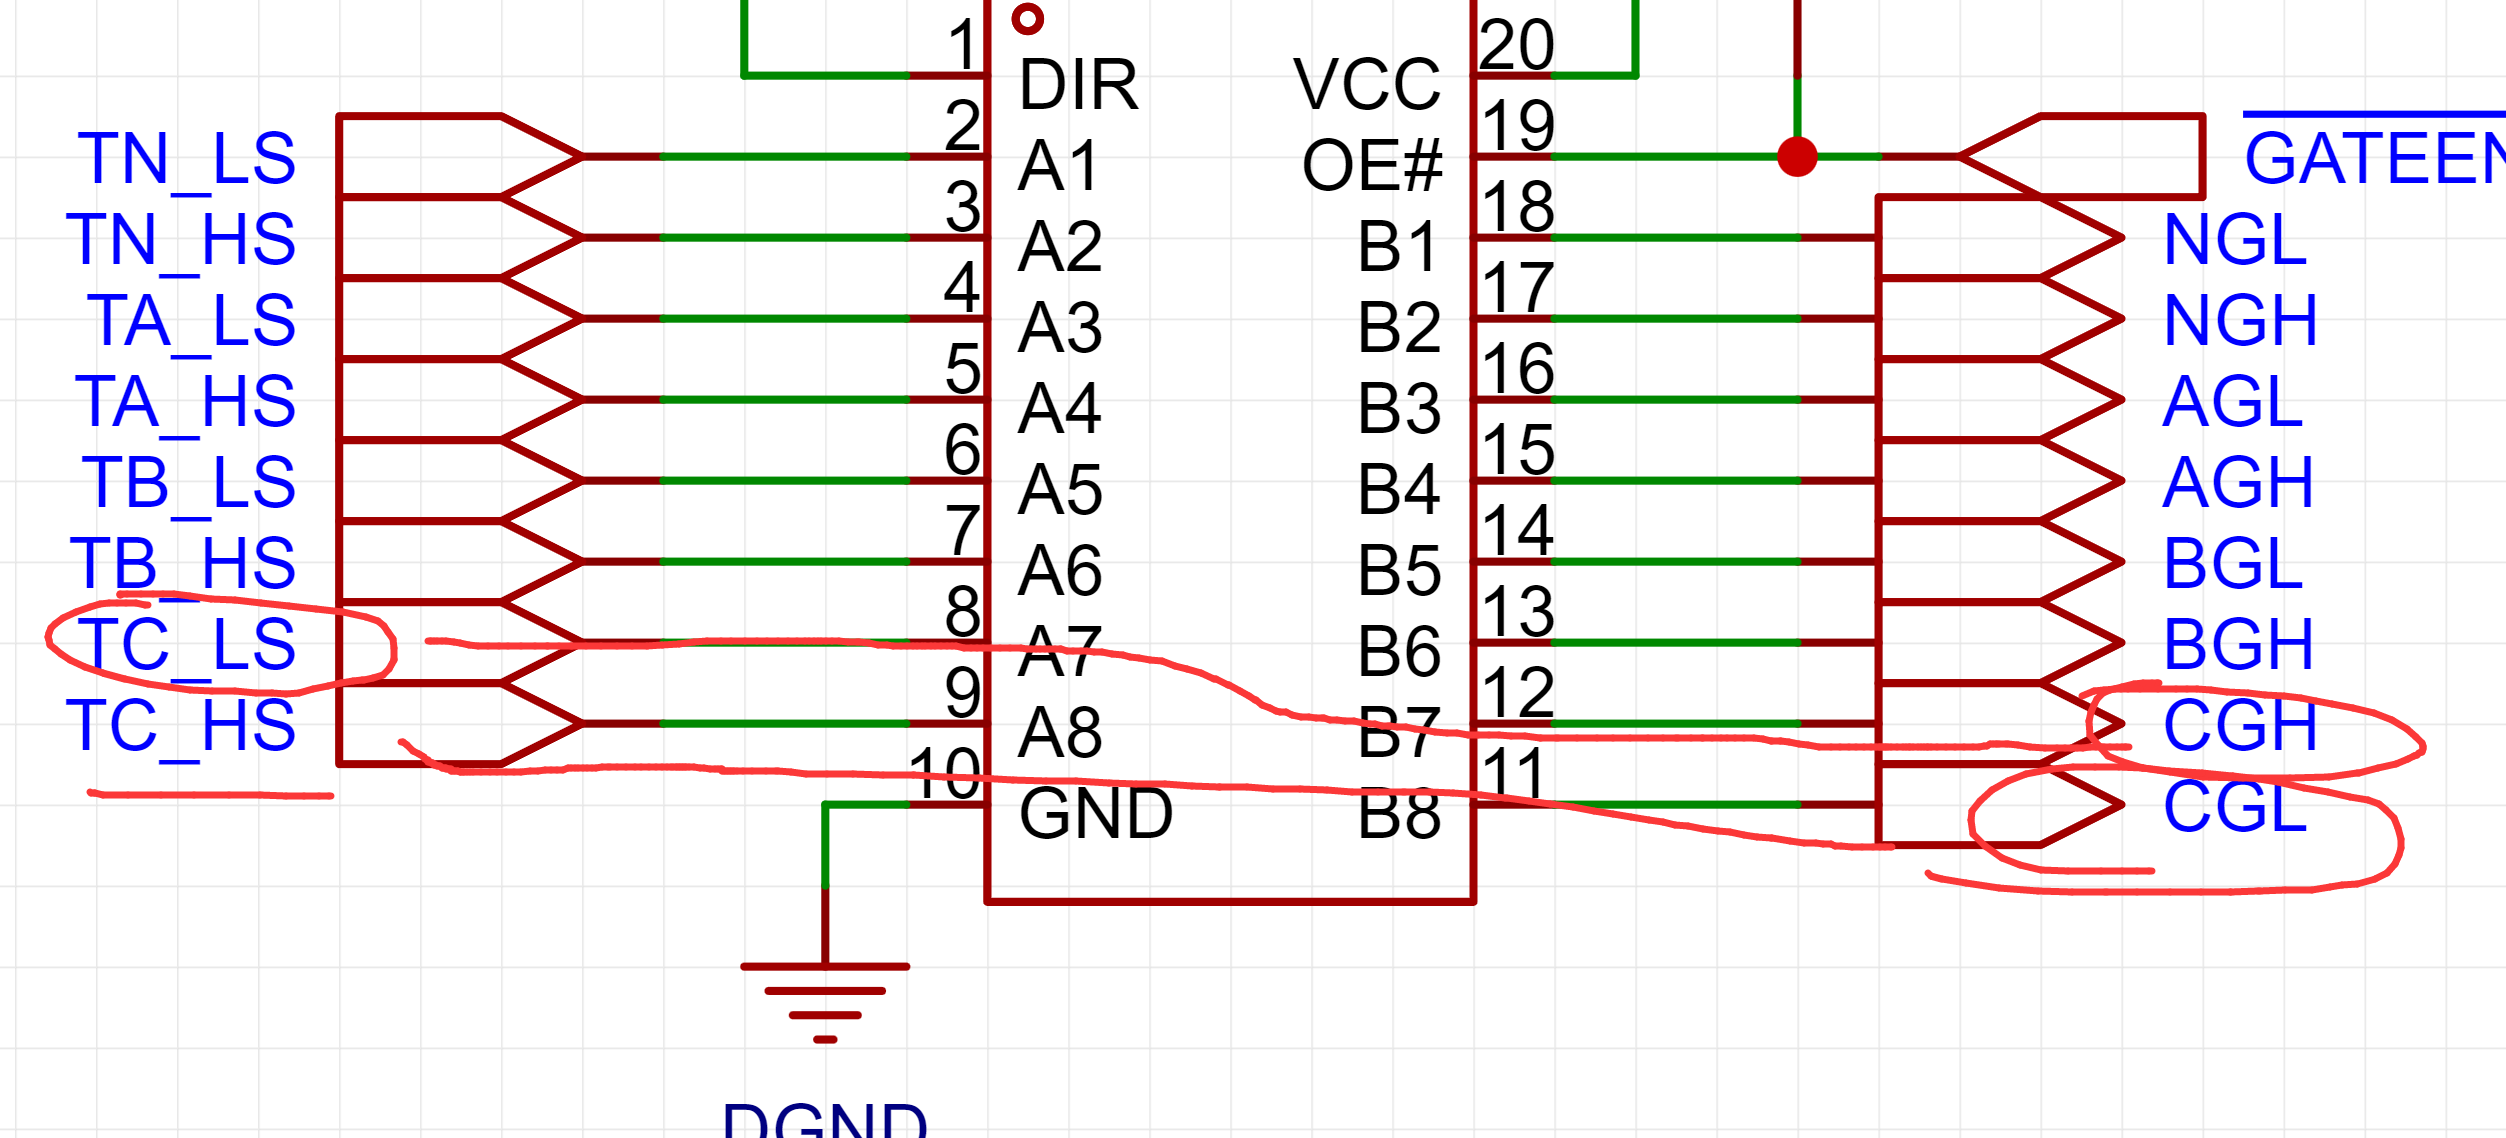 1 20
DIR VCC
2 19
TN_LS A1 OE# GATEEN
3 18
TN_HS A2 B1 NGL
4 17
TA_LS A3 B2 NGH
5 16
TA_HS A4 B3 AGL
6 15
TB_LS A5 B4 AGH
7 14
TB_HS A6 B5 BGL
8 13
TC_LS A7 B6 BGH
9 12
TC_HS A8 B7 CGH
10 11
GND B8 CGL
DGND